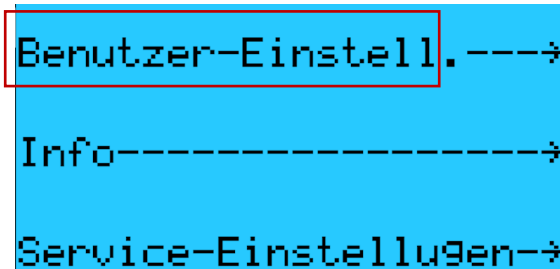 Benutzer-Einstell.---→
Info-----------------→
Service-Einstellugen-→